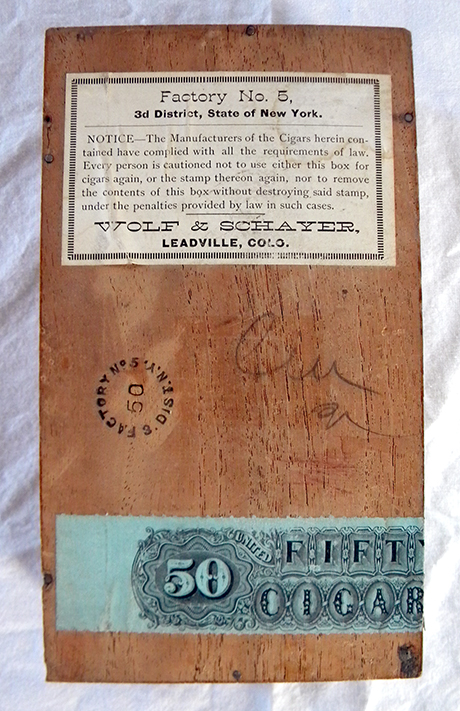 Factory No. 5,
3d District, State of New York.
NOTICE—The Manufacturers of the Cigars herein con-
tained have complied with all the requirements of law.
Every person is cautioned not to use either this box for
cigars again, or the stamp thereon again, nor to remove
the contents of this box without destroying said stamp,
under the penalties provided by law in such cases.
WOLF & SCHAYER,
LEADVILLE, COLO.
FACTORY No 5
50
UNITED
50
FIFTY
CIGAR